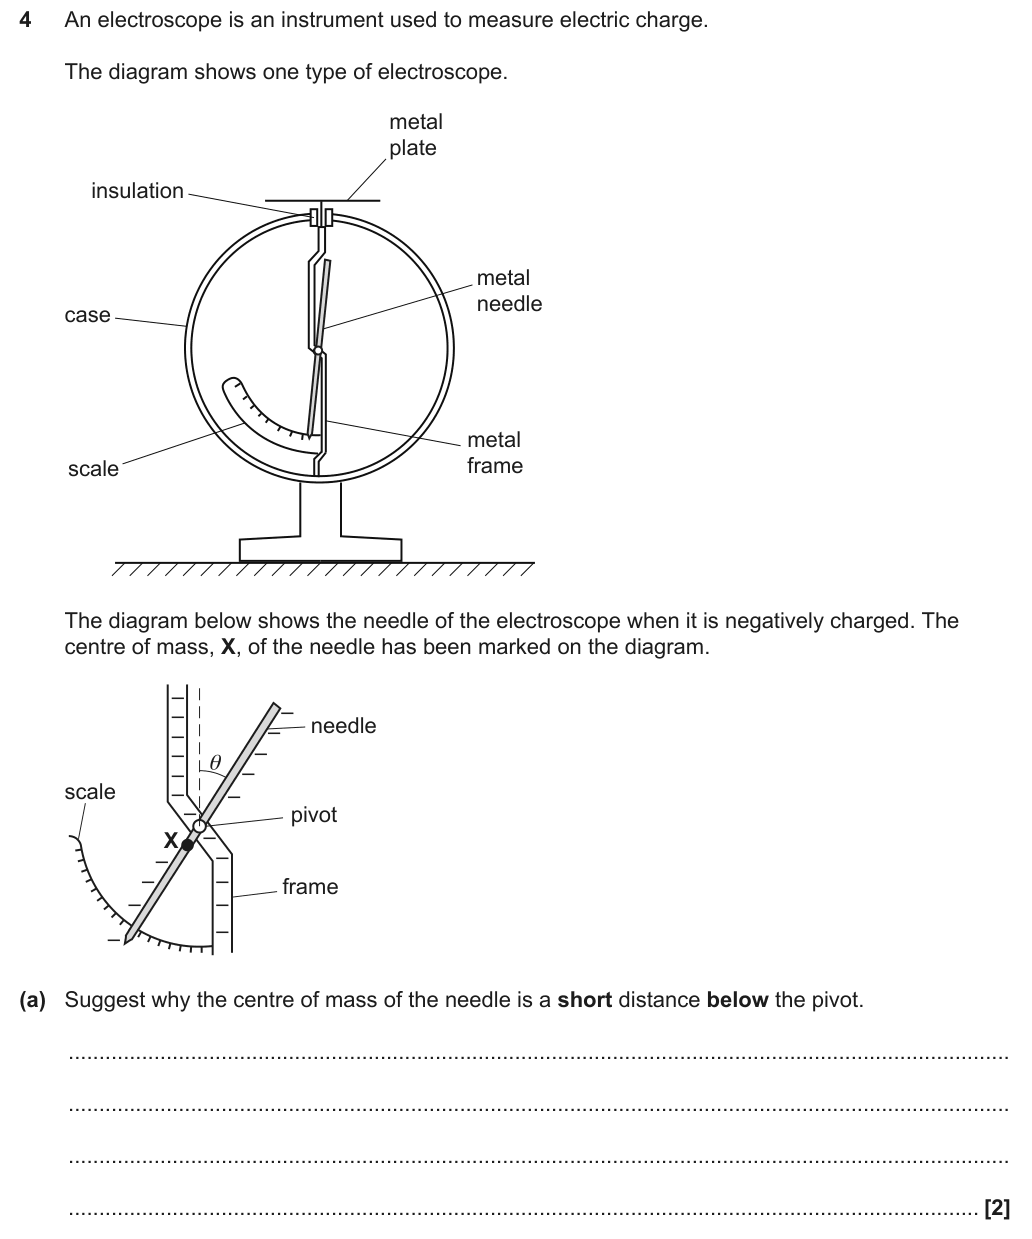 4 An electroscope is an instrument used to measure electric charge.
The diagram shows one type of electroscope.
metal
plate
insulation
metal
needle
case
metal
frame
scale
The diagram below shows the needle of the electroscope when it is negatively charged. The
centre of mass, X, of the needle has been marked on the diagram.
needle
θ
scale
pivot
X
frame
(a) Suggest why the centre of mass of the needle is a short distance below the pivot.
[2]